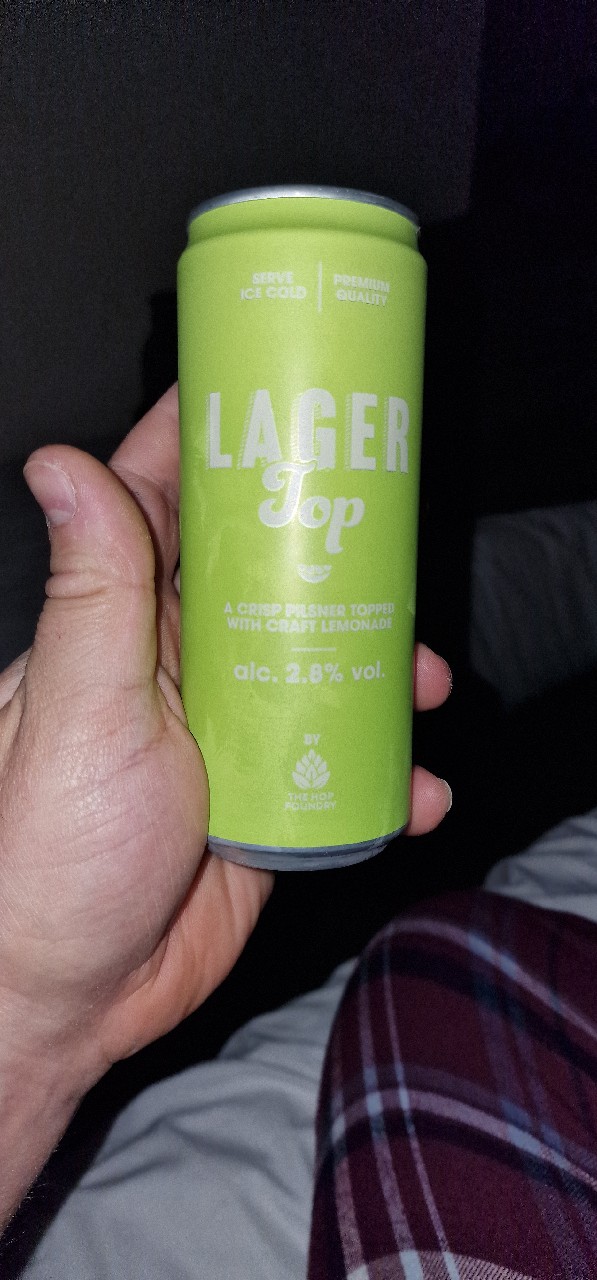 SERVE
ICE COLD
PREMIUM
QUALITY
LAGER
Top
A CRISP PILSNER TOPPED
WITH CRAFT LEMONADE
alc. 2.8% vol.
BY
THE HOP
FOUNDRY